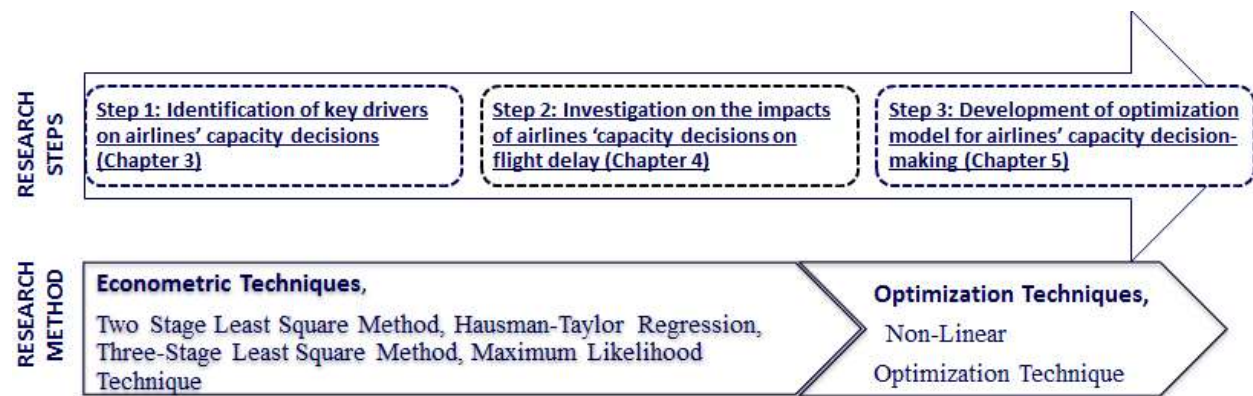 RESEARCH
STEPS
Step 1: Identification of key drivers
on airlines' capacity decisions
(Chapter 3)
Step 2: Investigation on the impacts
of airlines 'capacity decisions on
flight delay (Chapter 4)
Step 3: Development of optimization
model for airlines' capacity decision-
making (Chapter 5)
RESEARCH
METHOD
Econometric Techniques,
Two Stage Least Square Method, Hausman-Taylor Regression,
Three-Stage Least Square Method, Maximum Likelihood
Technique
Optimization Techniques,
Non-Linear
Optimization Technique